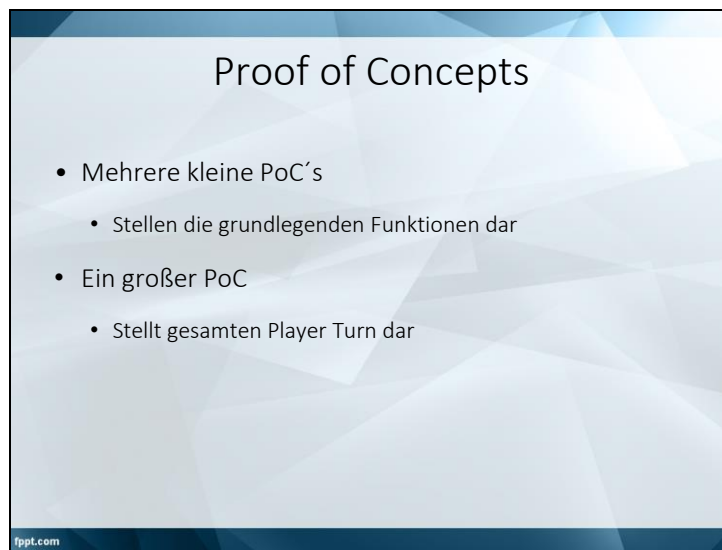 Proof of Concepts
• Mehrere kleine PoC´s
• Stellen die grundlegenden Funktionen dar
• Ein großer PoC
• Stellt gesamten Player Turn dar
fppt.com